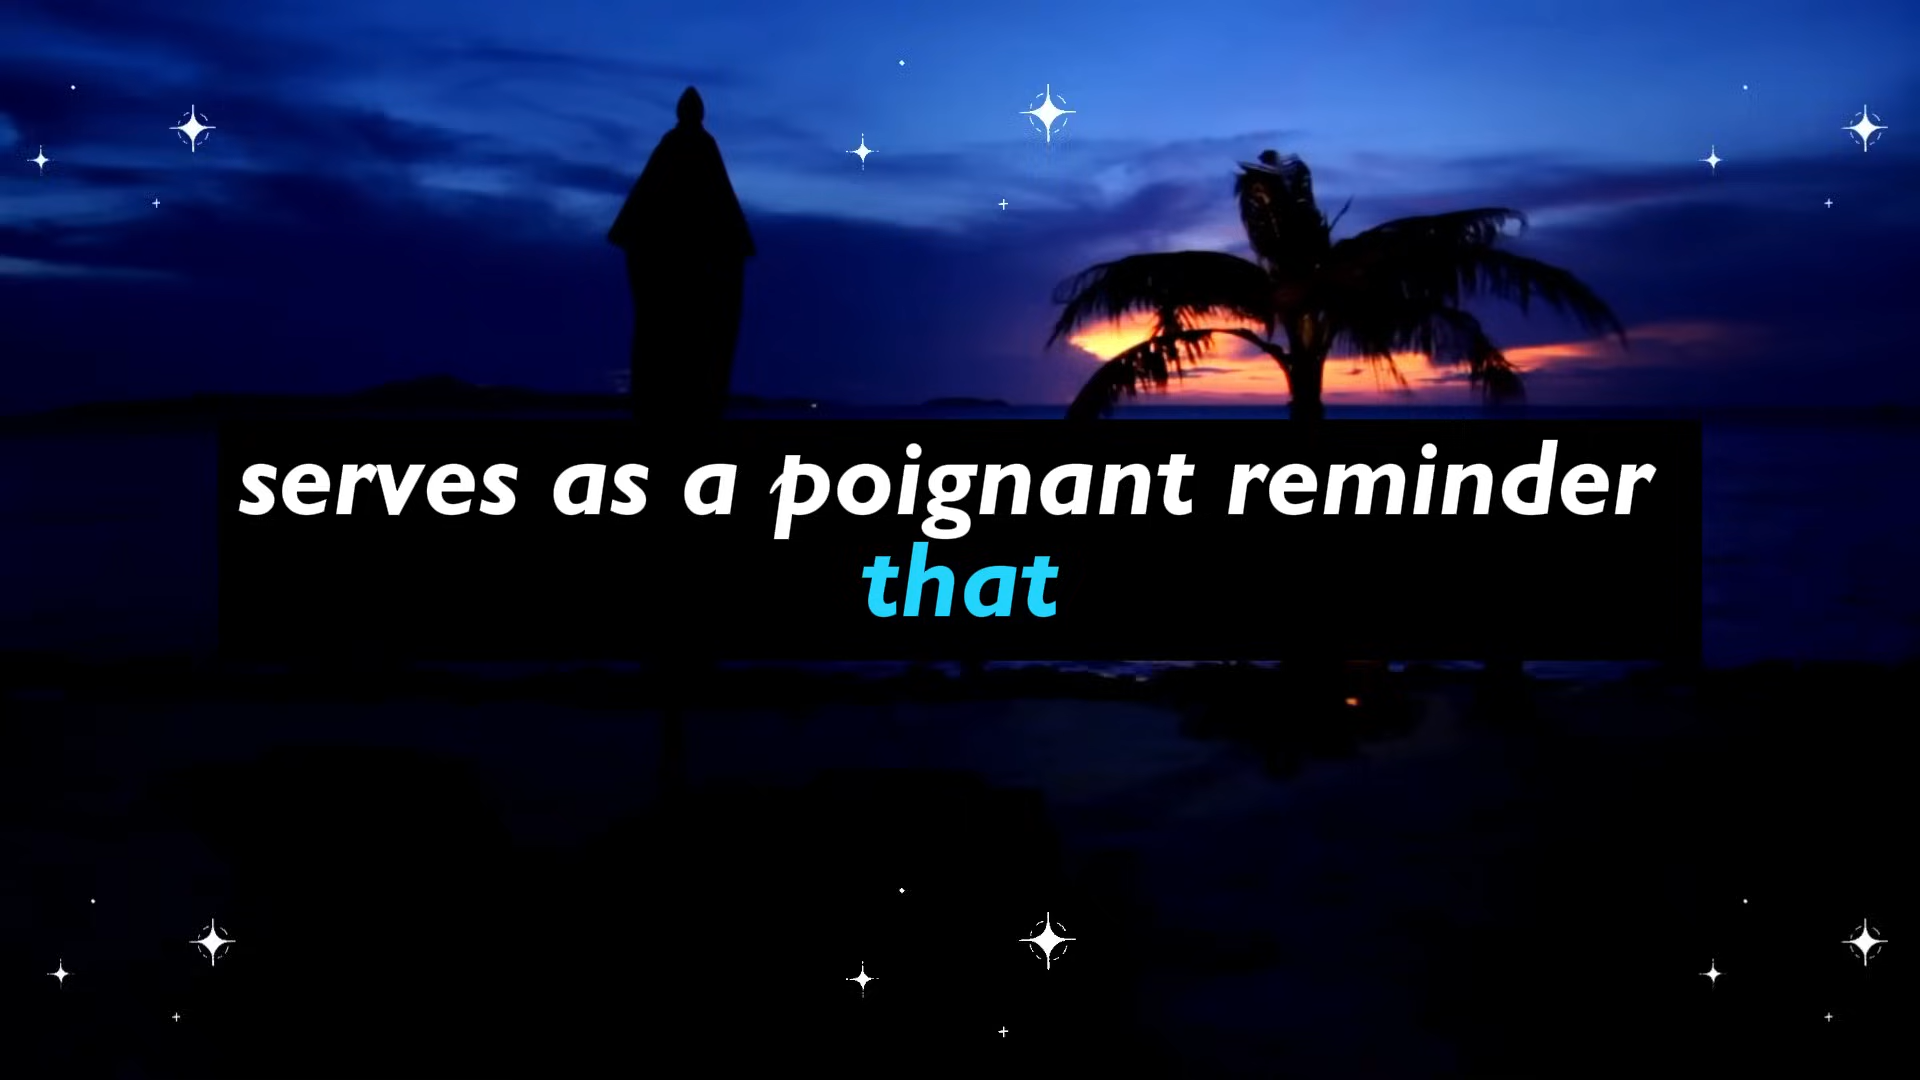 serves as a poignant reminder
that